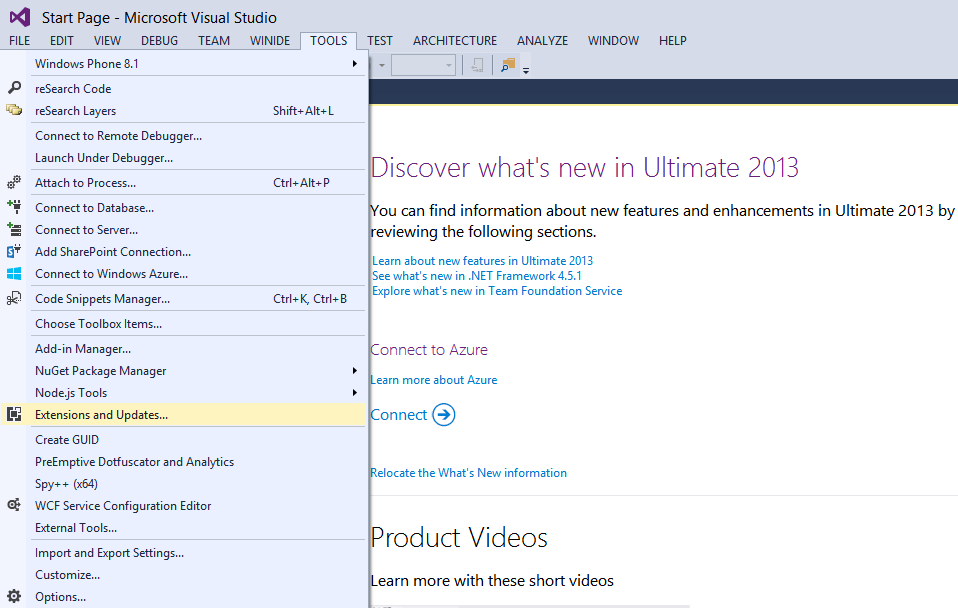 Start Page - Microsoft Visual Studio
FILE EDIT VIEW DEBUG TEAM WINIDE TOOLS TEST ARCHITECTURE ANALYZE WINDOW HELP
Windows Phone 8.1
reSearch Code
reSearch Layers Shift+Alt+L
Connect to Remote Debugger...
Launch Under Debugger...
Attach to Process... Ctrl+Alt+P
Connect to Database...
Connect to Server...
Add SharePoint Connection...
Connect to Windows Azure...
Code Snippets Manager... Ctrl+K, Ctrl+B
Choose Toolbox Items...
Add-in Manager...
NuGet Package Manager
Node.js Tools
Extensions and Updates...
Create GUID
PreEmptive Dotfuscator and Analytics
Spy++ (x64)
WCF Service Configuration Editor
External Tools...
Import and Export Settings...
Customize...
Options...
Discover what's new in Ultimate 2013
You can find information about new features and enhancements in Ultimate 2013 by
reviewing the following sections.
Learn about new features in Ultimate 2013
See what's new in .NET Framework 4.5.1
Explore what's new in Team Foundation Service
Connect to Azure
Learn more about Azure
Connect
Relocate the What's New information
Product Videos
Learn more with these short videos